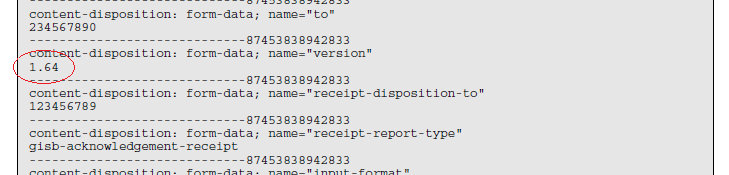 -----------------------------87453838942833
content-disposition: form-data; name="to"
234567890
-----------------------------87453838942833
content-disposition: form-data; name="version"
1.64
-----------------------------87453838942833
content-disposition: form-data; name="receipt-disposition-to"
123456789
-----------------------------87453838942833
content-disposition: form-data; name="receipt-report-type"
gisb-acknowledgement-receipt
-----------------------------87453838942833
content-disposition: form-data; name="input-format"